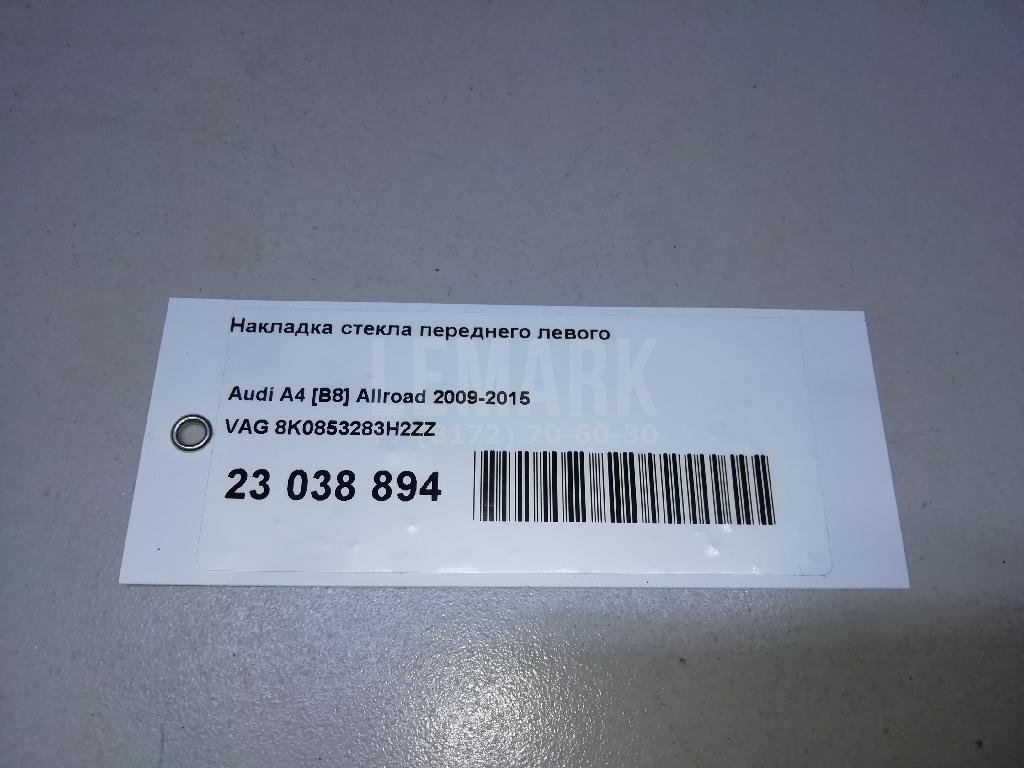 Накладка стекла переднего левого
LEMARK
Audi A4 [B8] Allroad 2009-2015
VAG 8K0853283H2ZZ
(8172) 70-60-30
23 038 894